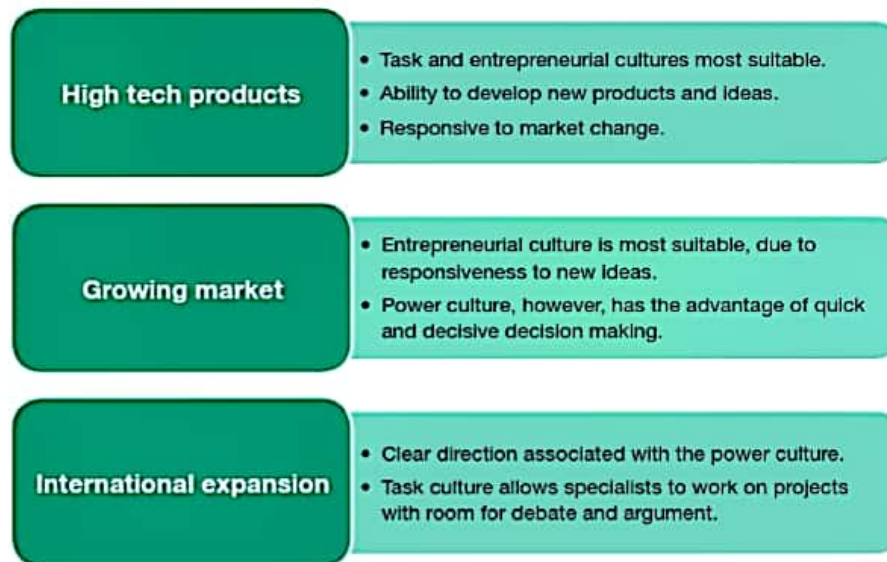 High tech products
• Task and entrepreneurial cultures most suitable.
• Ability to develop new products and ideas.
• Responsive to market change.
Growing market
• Entrepreneurial culture is most suitable, due to
responsiveness to new ideas.
• Power culture, however, has the advantage of quick
and decisive decision making.
International expansion
• Clear direction associated with the power culture.
• Task culture allows specialists to work on projects
with room for debate and argument.